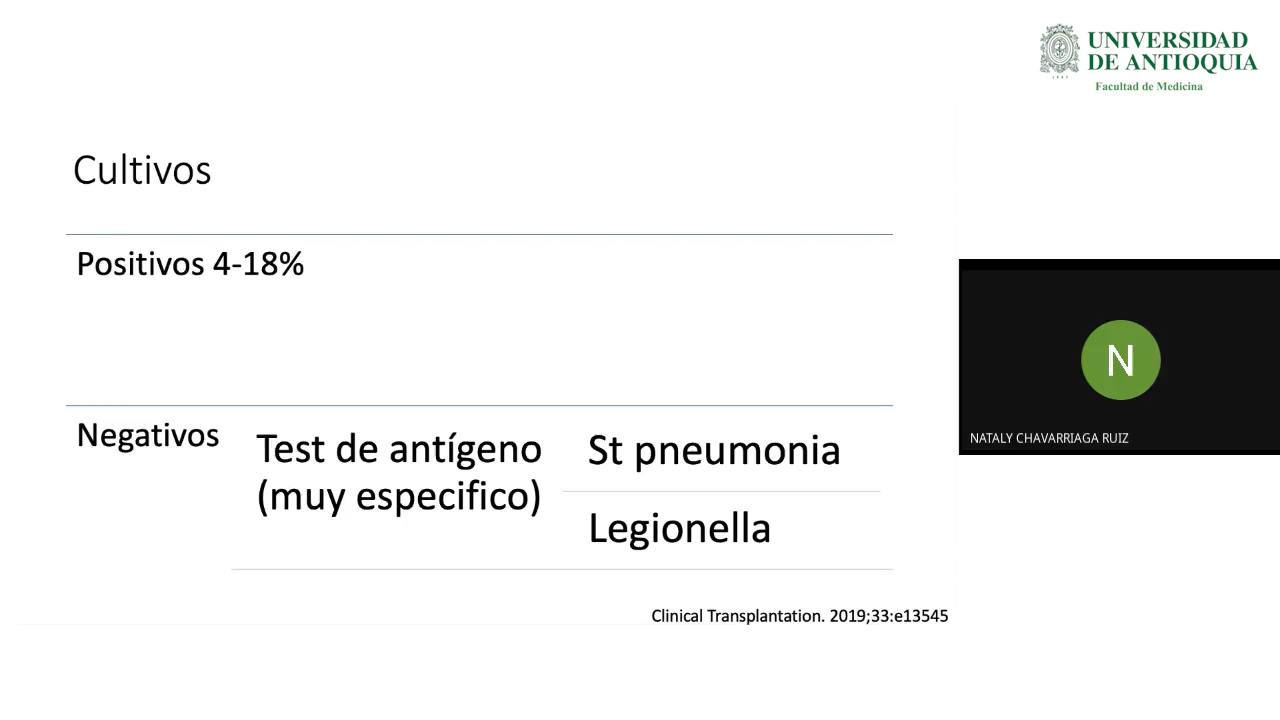 UNIVERSIDAD
DE ANTIOQUIA
Facultad de Medicina
Cultivos
Positivos 4-18%
Negativos
Test de antígeno
(muy especifico)
St pneumonia
Legionella
Clinical Transplantation. 2019;33:e13545
N
NATALY CHAVARRIAGA RUIZ